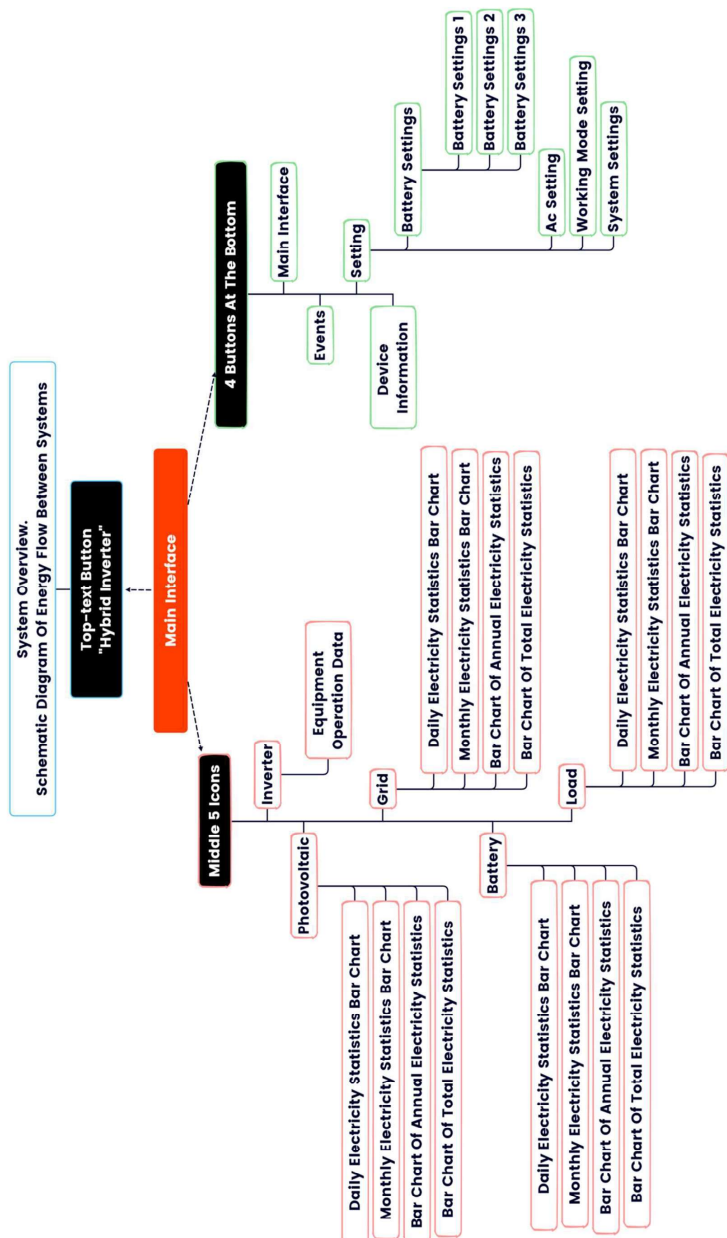 System Overview.
Schematic Diagram Of Energy Flow Between Systems
Top-text Button
"Hybrid Inverter"
Main Interface
Middle 5 Icons
Inverter
Equipment
Operation Data
Photovoltaic
Daily Electricity Statistics Bar Chart
Monthly Electricity Statistics Bar Chart
Bar Chart Of Annual Electricity Statistics
Bar Chart Of Total Electricity Statistics
Grid
Daily Electricity Statistics Bar Chart
Monthly Electricity Statistics Bar Chart
Bar Chart Of Annual Electricity Statistics
Bar Chart Of Total Electricity Statistics
Battery
Daily Electricity Statistics Bar Chart
Monthly Electricity Statistics Bar Chart
Bar Chart Of Annual Electricity Statistics
Bar Chart Of Total Electricity Statistics
Load
Daily Electricity Statistics Bar Chart
Monthly Electricity Statistics Bar Chart
Bar Chart Of Annual Electricity Statistics
Bar Chart Of Total Electricity Statistics
4 Buttons At The Bottom
Main Interface
Events
Setting
Device
Information
Battery Settings
Battery Settings 1
Battery Settings 2
Battery Settings 3
Ac Setting
Working Mode Setting
System Settings